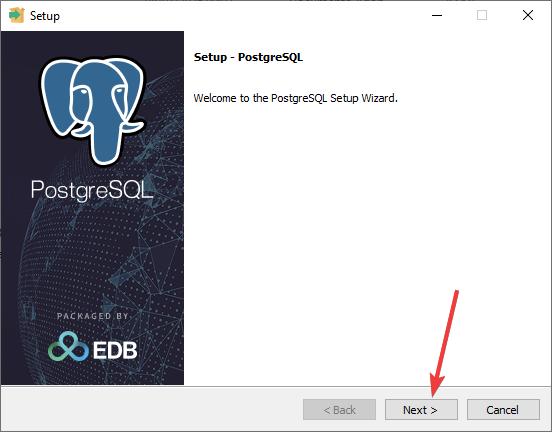 Setup
Setup - PostgreSQL
Welcome to the PostgreSQL Setup Wizard.
PostgreSQL
PACKAGED BY
EDB
< Back
Next >
Cancel